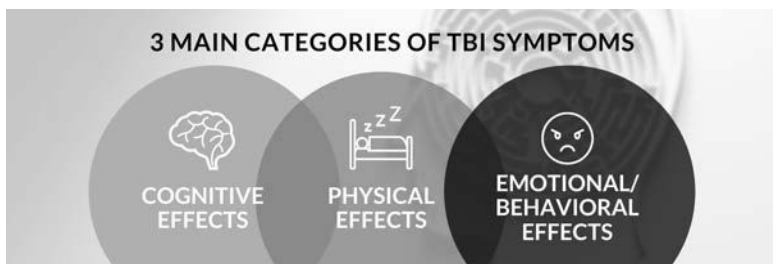 3 MAIN CATEGORIES OF TBI SYMPTOMS
z z Z
COGNITIVE
EFFECTS
PHYSICAL
EFFECTS
EMOTIONAL/
BEHAVIORAL
EFFECTS